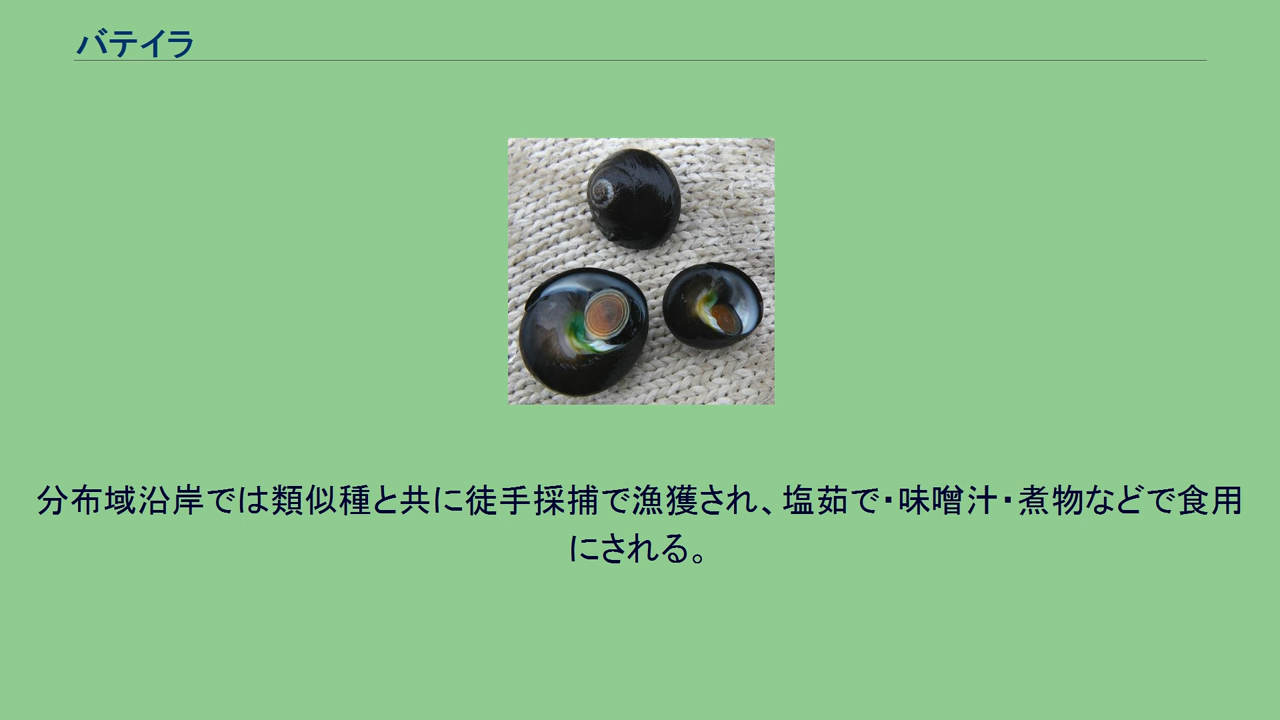 バテイラ
分布域沿岸では類似種と共に徒手採捕で漁獲され、塩茹で・味噌汁・煮物などで食用
にされる。